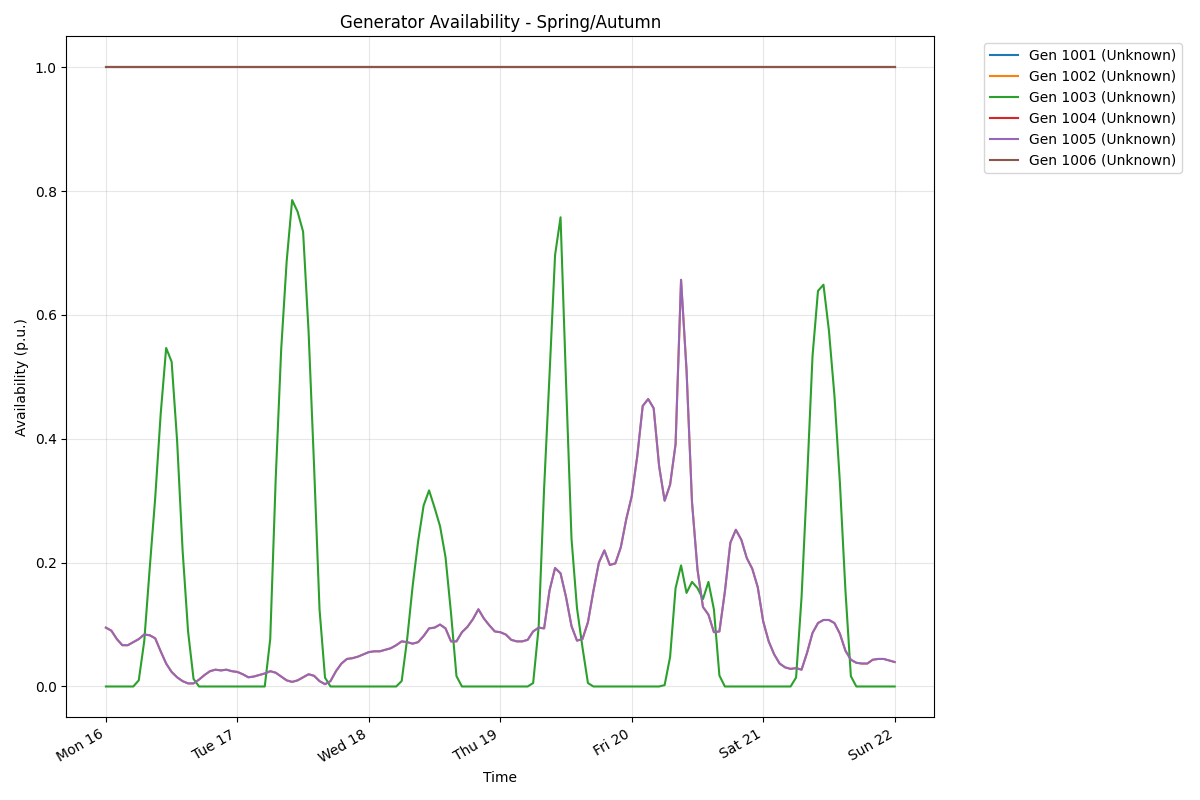 Generator Availability - Spring/Autumn
Gen 1001 (Unknown)
Gen 1002 (Unknown)
Gen 1003 (Unknown)
Gen 1004 (Unknown)
Gen 1005 (Unknown)
Gen 1006 (Unknown)
Availability (p.u.)
1.0
0.8
0.6
0.4
0.2
0.0
Mon 16
Tue 17
Wed 18
Thu 19
Fri 20
Sat 21
Sun 22
Time